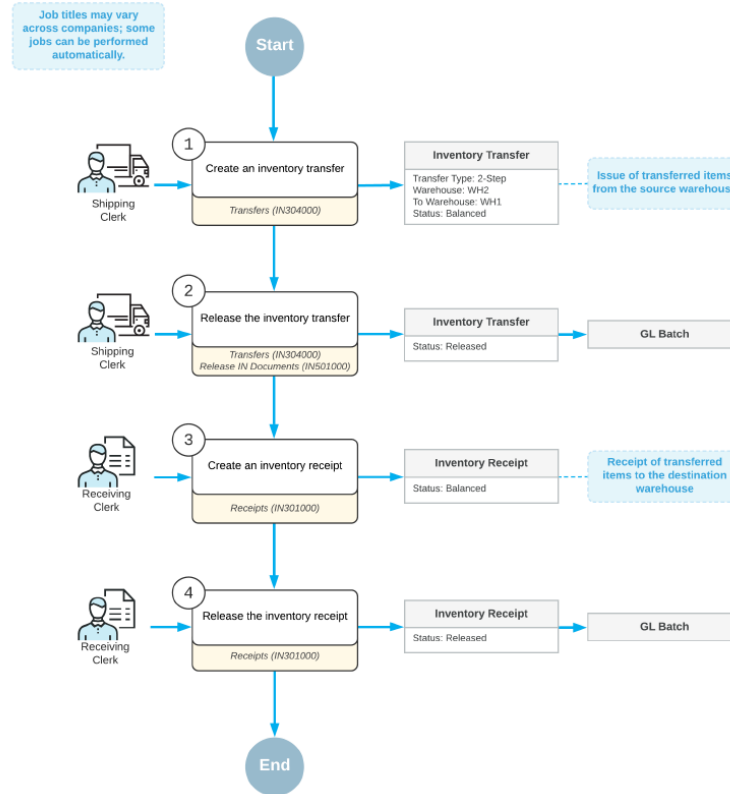 Job titles may vary
across companies; some
jobs can be performed
automatically.
Start
1
Create an inventory transfer
Transfers (IN304000)
Shipping
Clerk
Inventory Transfer
Transfer Type: 2-Step
Warehouse: WH2
To Warehouse: WH1
Status: Balanced
Issue of transferred items
from the source
2
Release the inventory transfer
Transfers (IN304000)
Release IN Documents (IN501000)
Shipping
Clerk
Inventory Transfer
Status: Released
GL Batch
3
Create an inventory receipt
Receipts (IN301000)
Receiving
Clerk
Inventory Receipt
Status: Balanced
Receipt of transferred
items to the destination
warehouse
4
Release the inventory receipt
Receipts (IN301000)
Receiving
Clerk
Inventory Receipt
Status: Released
GL Batch
End